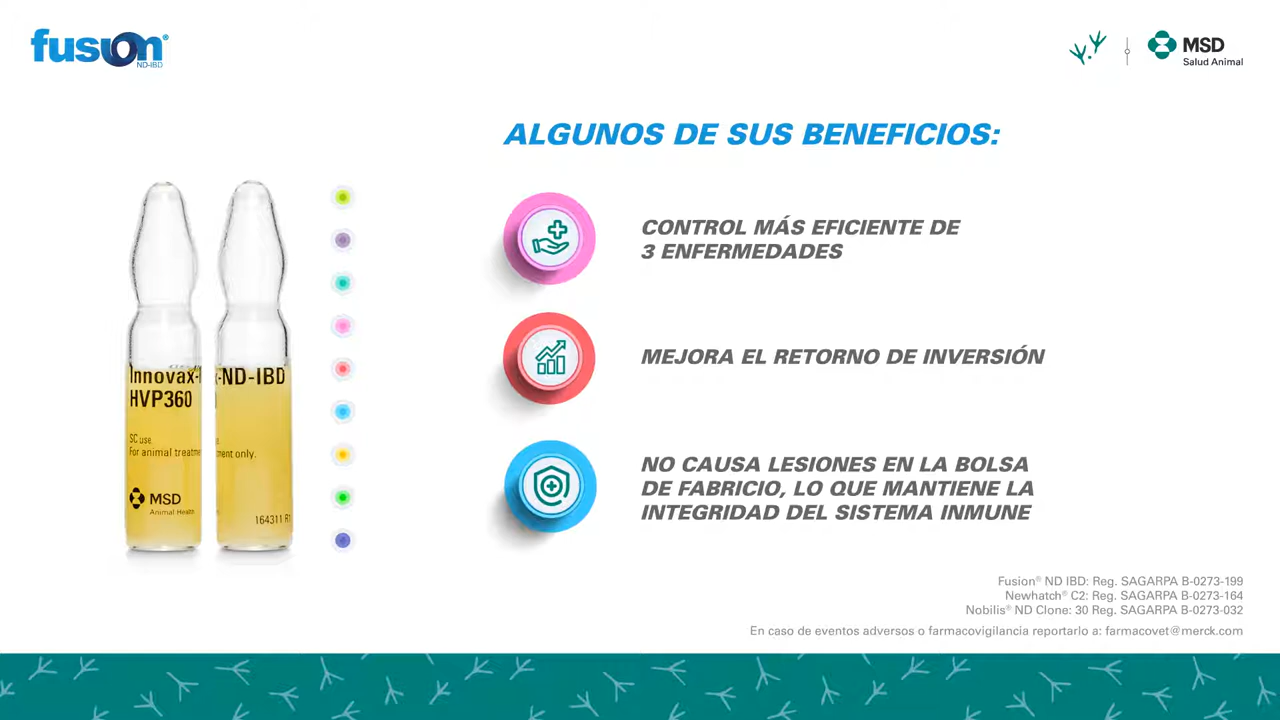 fusion®
ND-IBD
MSD
Salud Animal
ALGUNOS DE SUS BENEFICIOS:
CONTROL MÁS EFICIENTE DE
3 ENFERMEDADES
MEJORA EL RETORNO DE INVERSIÓN
NO CAUSA LESIONES EN LA BOLSA
DE FABRICIO, LO QUE MANTIENE LA
INTEGRIDAD DEL SISTEMA INMUNE
Innovax-
HVP360
SC use.
For animal treatme
MSD
Animal Health
-ND-IBD
ment only.
164311 R1
Fusion® ND IBD: Reg. SAGARPA B-0273-199
Newhatch® C2: Reg. SAGARPA B-0273-164
Nobilis® ND Clone: 30 Reg. SAGARPA B-0273-032
En caso de eventos adversos o farmacovigilancia reportarlo a: farmacovet@merck.com